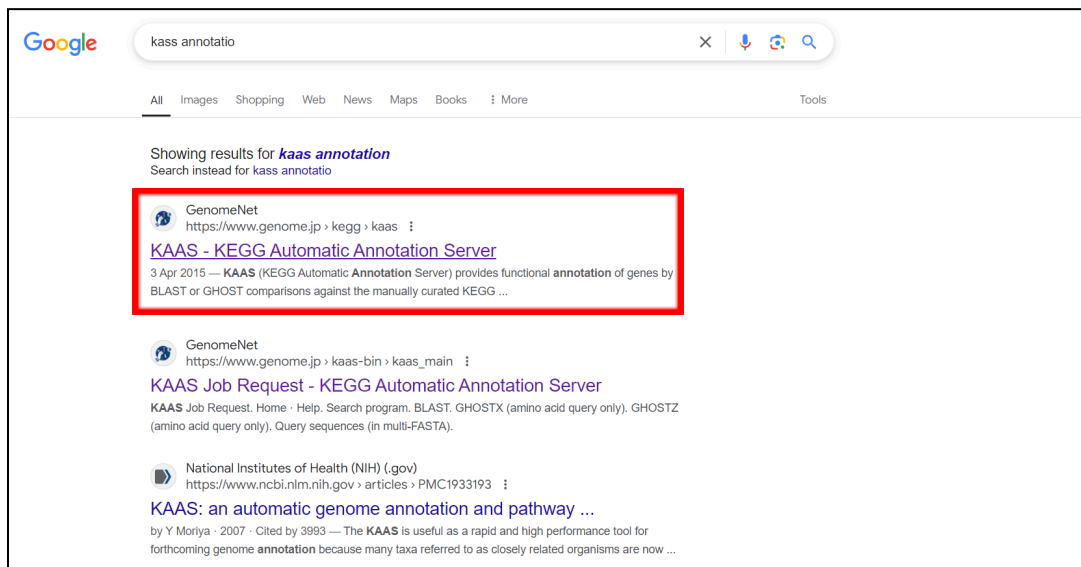 Google
kass annotatio
All Images Shopping Web News Maps Books More Tools
Showing results for kaas annotation
Search instead for kass annotatio
GenomeNet
https://www.genome.jp › kegg › kaas
KAAS - KEGG Automatic Annotation Server
3 Apr 2015 — KAAS (KEGG Automatic Annotation Server) provides functional annotation of genes by
BLAST or GHOST comparisons against the manually curated KEGG ...
GenomeNet
https://www.genome.jp › kaas-bin › kaas_main
KAAS Job Request - KEGG Automatic Annotation Server
KAAS Job Request. Home · Help. Search program. BLAST. GHOSTX (amino acid query only). GHOSTZ
(amino acid query only). Query sequences (in multi-FASTA).
National Institutes of Health (NIH) (.gov)
https://www.ncbi.nlm.nih.gov › articles › PMC1933193
KAAS: an automatic genome annotation and pathway ...
by Y Moriya · 2007 · Cited by 3993 — The KAAS is useful as a rapid and high performance tool for
forthcoming genome annotation because many taxa referred to as closely related organisms are now ...